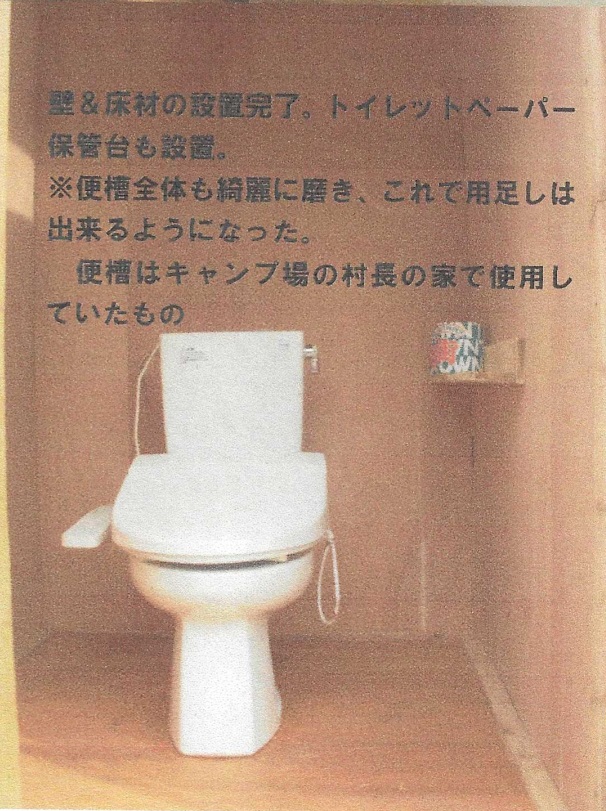 壁＆床材の設置完了。トイレットペーパー
保管台も設置。
※便槽全体も綺麗に磨き、これで用足しは
出来るようになった。
　便槽はキャンプ場の村長の家で使用し
ていたもの